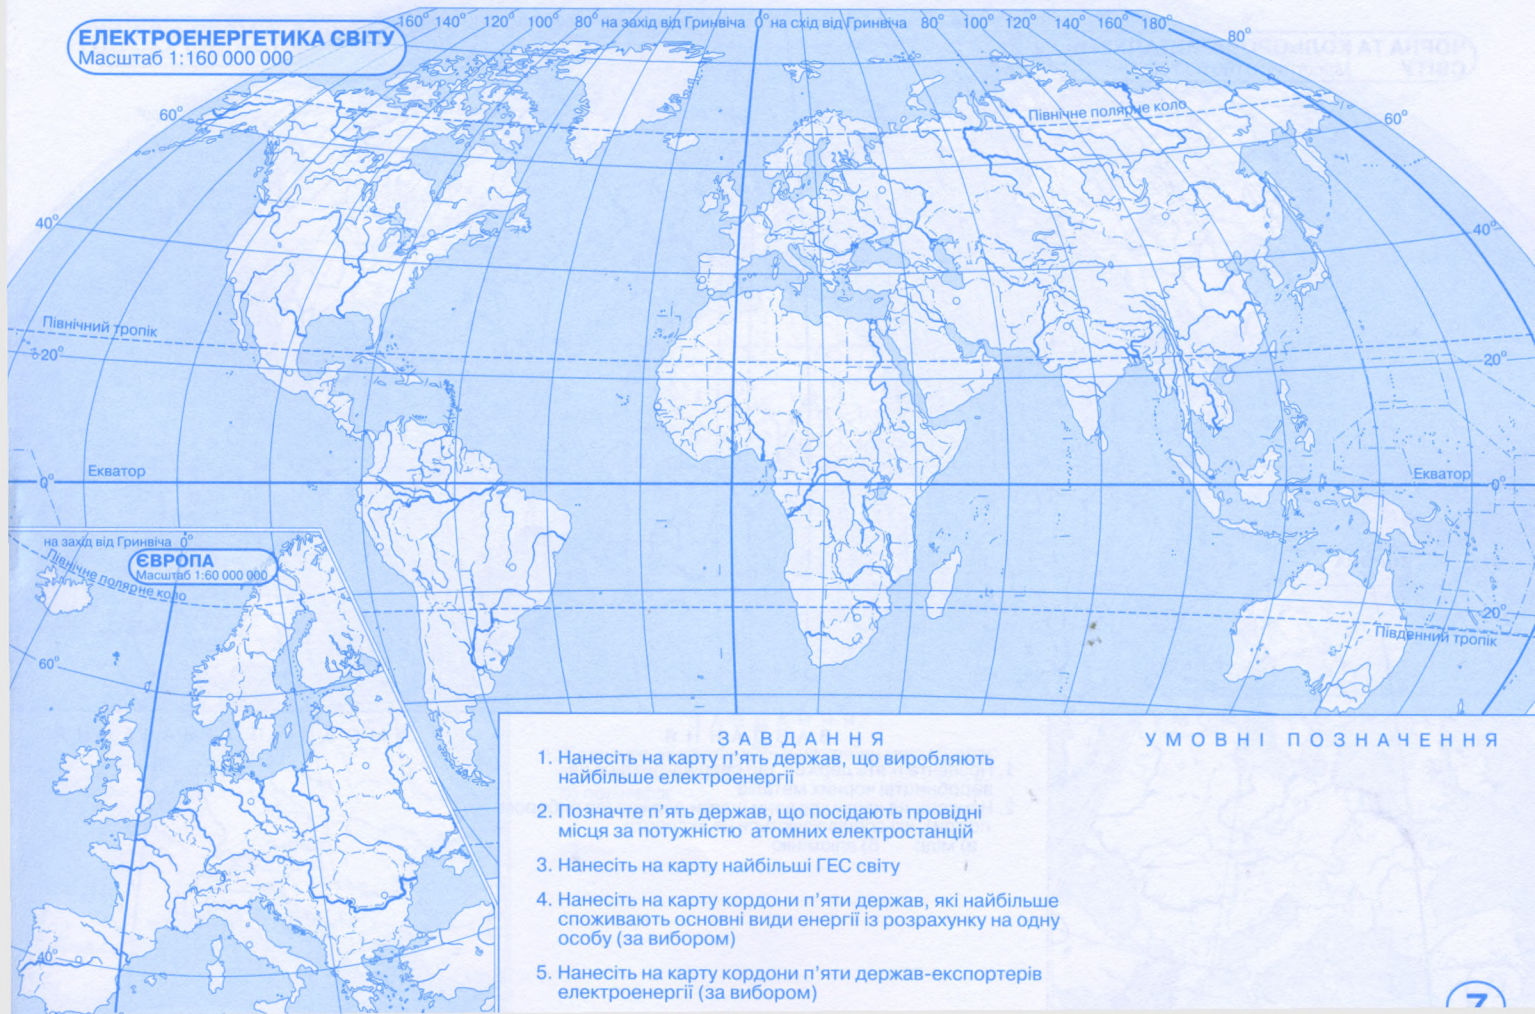 160° 140° 120° 100° 80° на захід від Гринвіча 0° на схід від Гринвіча 80° 100° 120° 140° 160° 180°
80°
ЕЛЕКТРОЕНЕРГЕТИКА СВІТУ
Масштаб 1:160 000 000
Північне полярне коло
60°
60°
40°
40°
Північний тропік
20°
20°
Екватор
Екватор
0°
0°
20°
Південний тропік
на захід від Гринвіча 0°
ЄВРОПА
Масштаб 1:60 000 000
Північне полярне коло
60°
40°
ЗАВДАННЯ
1. Нанесіть на карту п'ять держав, що виробляють
найбільше електроенергії
2. Позначте п'ять держав, що посідають провідні
місця за потужністю атомних електростанцій
3. Нанесіть на карту найбільші ГЕС світу
4. Нанесіть на карту кордони п'яти держав, які найбільше
споживають основні види енергії із розрахунку на одну
особу (за вибором)
5. Нанесіть на карту кордони п'яти держав-експортерів
електроенергії (за вибором)
УМОВНІ ПОЗНАЧЕННЯ
7